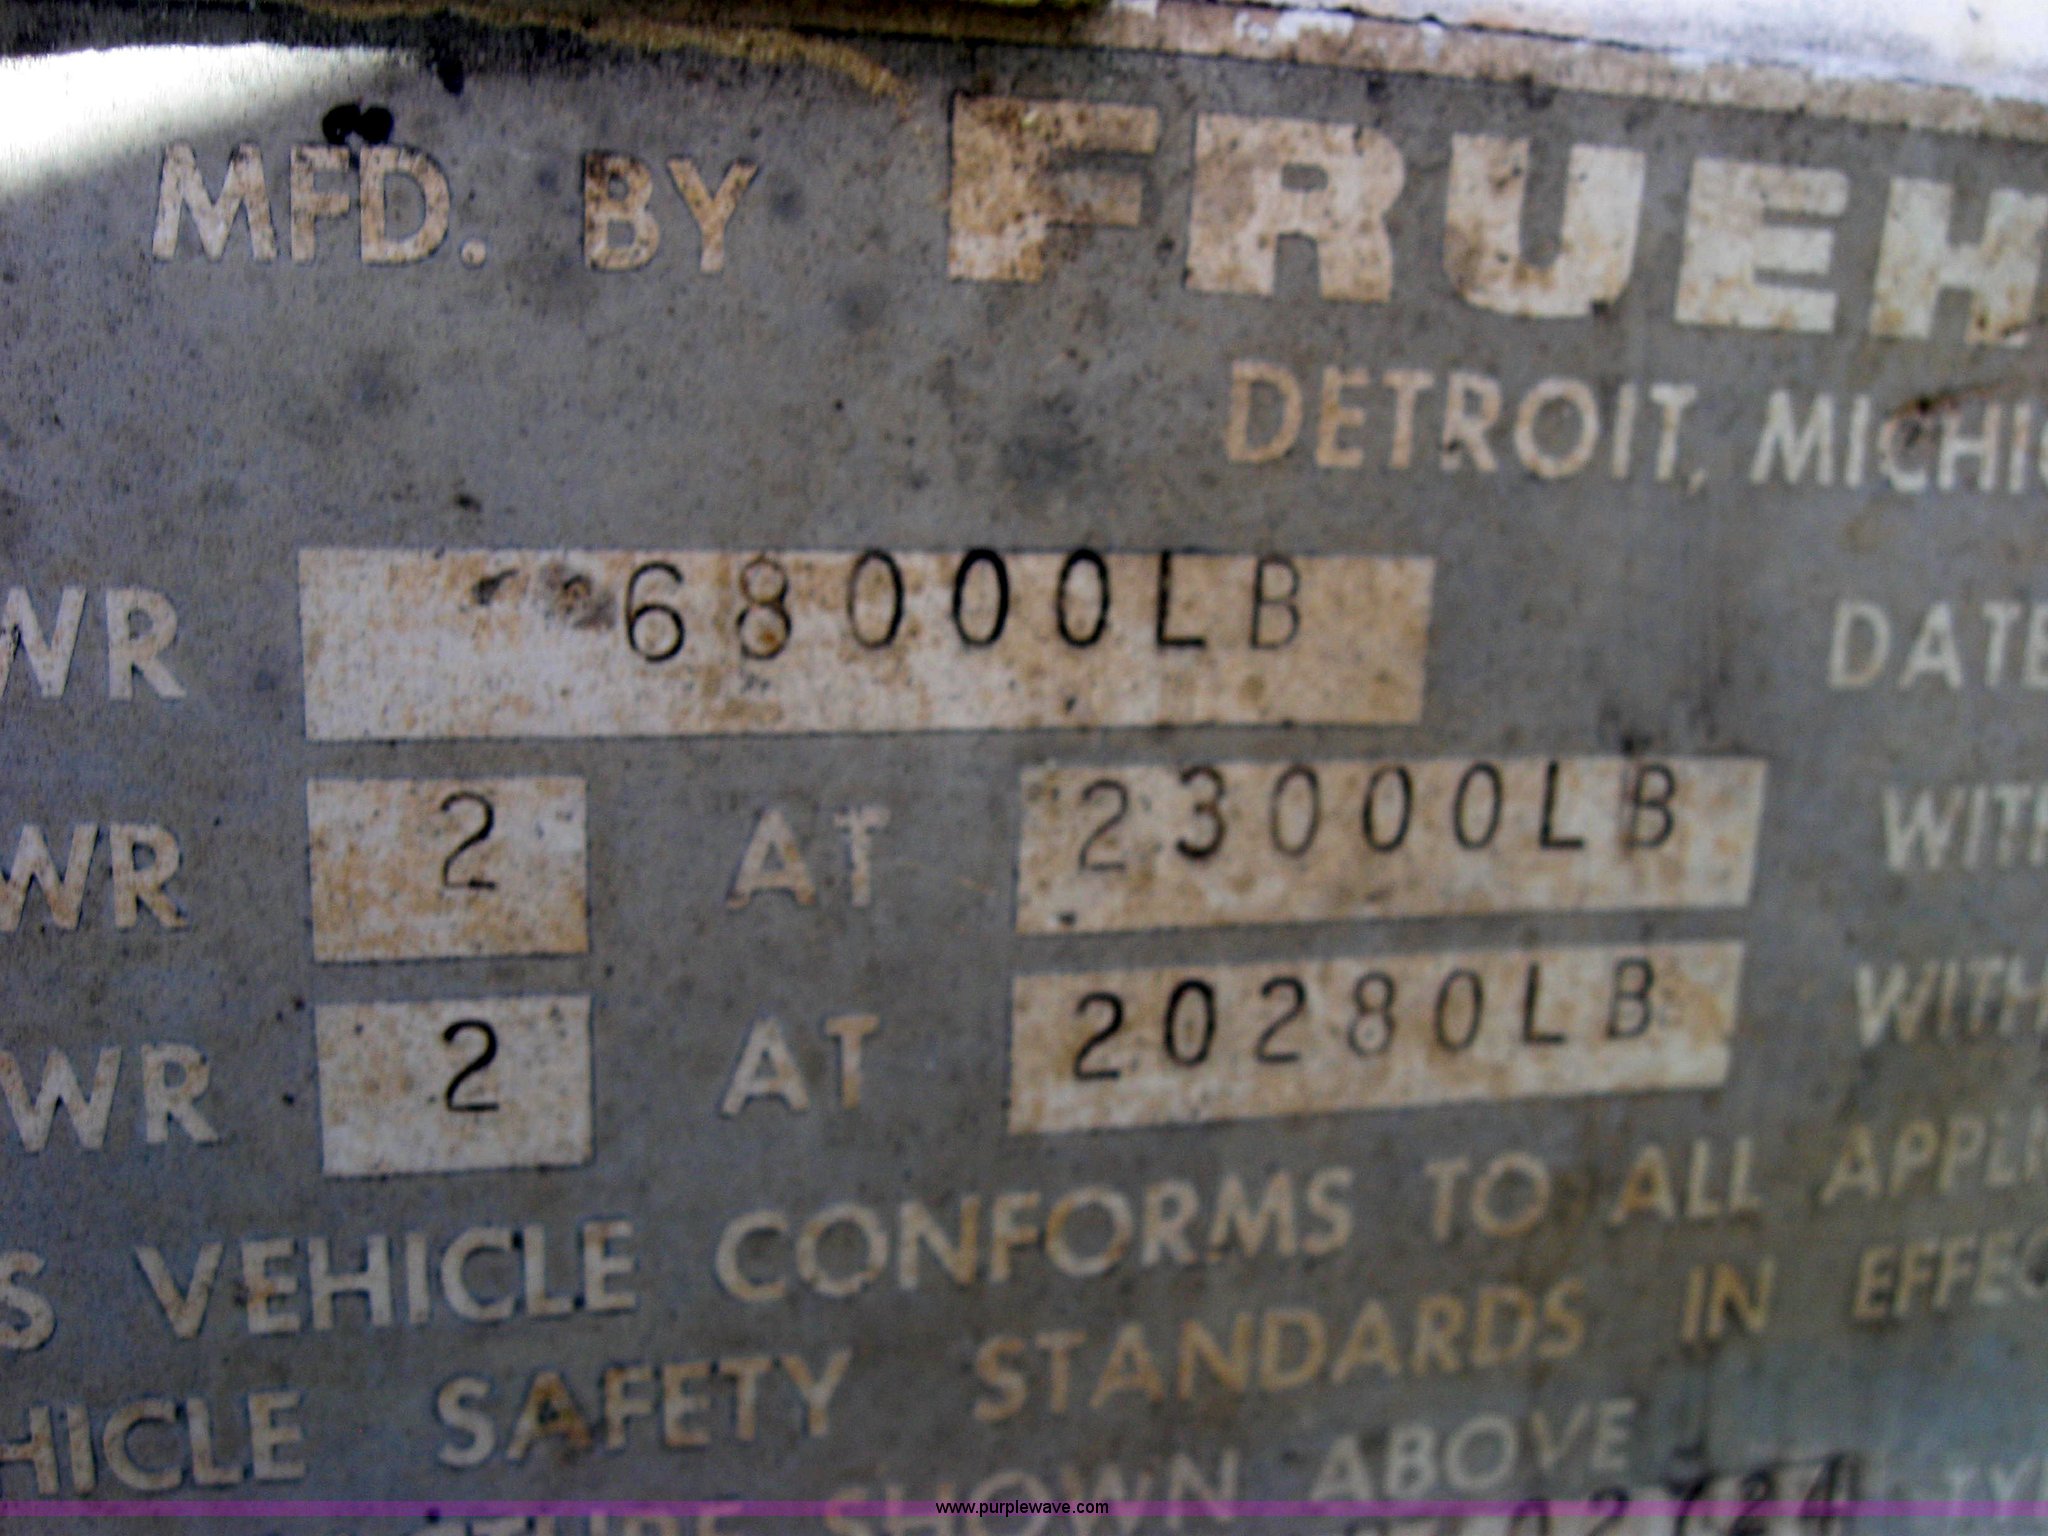 MFD. BY FRUEH
DETROIT, MICHI
WR 68000LB DATE
WR 2 AT 23000LB WITH
WR 2 AT 20280LB WITH
S VEHICLE CONFORMS TO ALL APPLI
HICLE SAFETY STANDARDS IN EFFEC
SHOWN ABOVE
www.purplewave.com